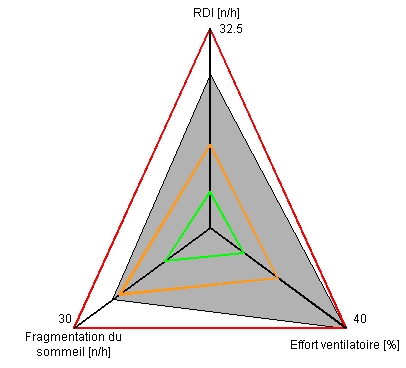 RDI [n/h]
32.5
30
40
Fragmentation du
sommeil [n/h]
Effort ventilatoire [%]